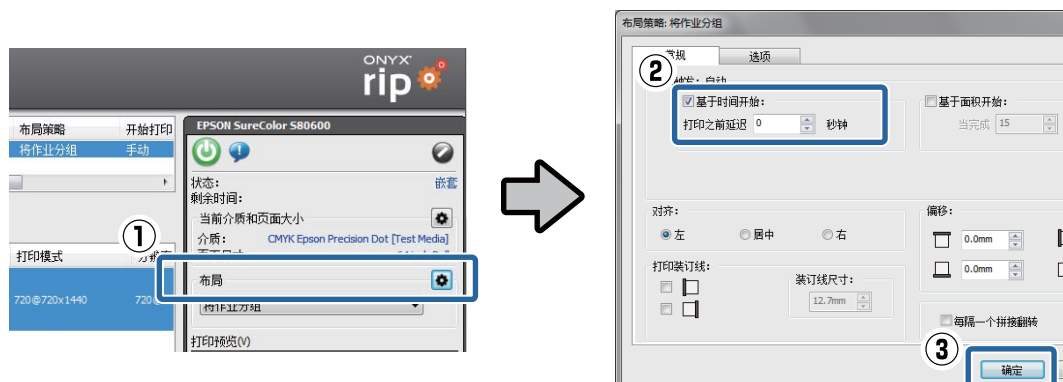 ONYX
rip
布局策略 开始打印
将作业分组 手动
打印模式
720@720x1440 720@
①
EPSON SureColor S80600
状态: 嵌套
剩余时间:
当前介质和页面大小
介质: CMYK Epson Precision Dot [Test Media]
布局
将作业分组
打印预览(V)
布局策略: 将作业分组
选项
②
基于时间开始:
打印之前延迟 0 秒钟
基于面积开始:
当完成 15
对齐:
左 居中 右
偏移:
0.0mm
0.0mm
打印装订线:
装订线尺寸:
12.7mm
每隔一个拼接翻转
③
确定